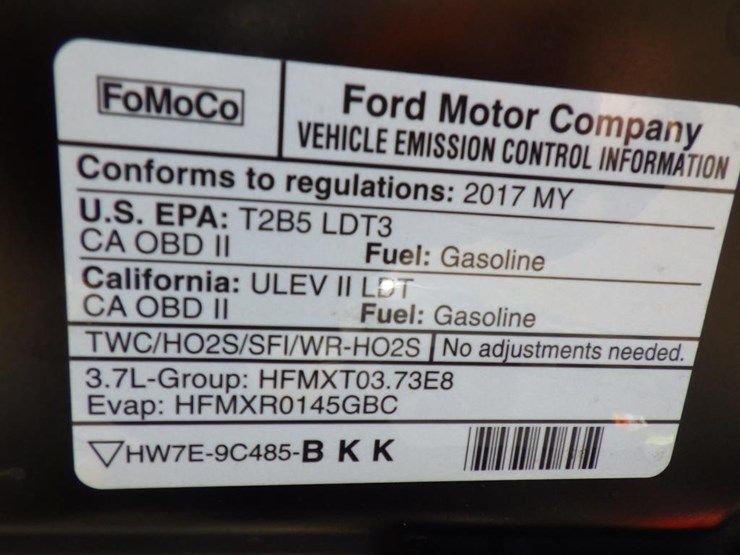 FoMoCo
Ford Motor Company
VEHICLE EMISSION CONTROL INFORMATION
Conforms to regulations: 2017 MY
U.S. EPA: T2B5 LDT3
CA OBD II Fuel: Gasoline
California: ULEV II LDT
CA OBD II Fuel: Gasoline
TWC/HO2S/SFI/WR-HO2S No adjustments needed.
3.7L-Group: HFMXT03.73E8
Evap: HFMXR0145GBC
▽HW7E-9C485-B K K